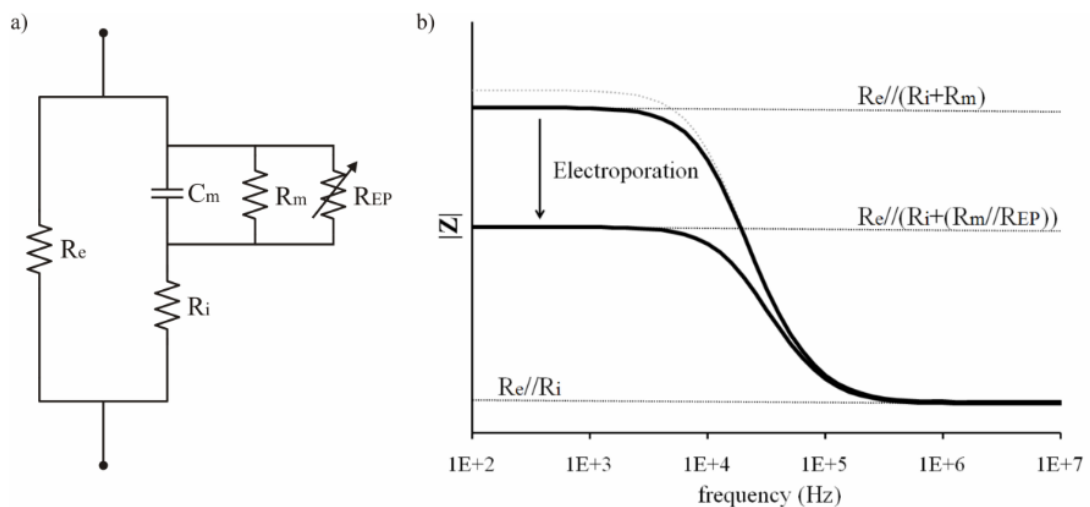 a)
Re
Cm
Rm
REP
Ri
b)
|Z|
Re//(Ri+Rm)
Electroporation
Re//(Ri+(Rm//REP))
Re//Ri
1E+2 1E+3 1E+4 1E+5 1E+6 1E+7
frequency (Hz)